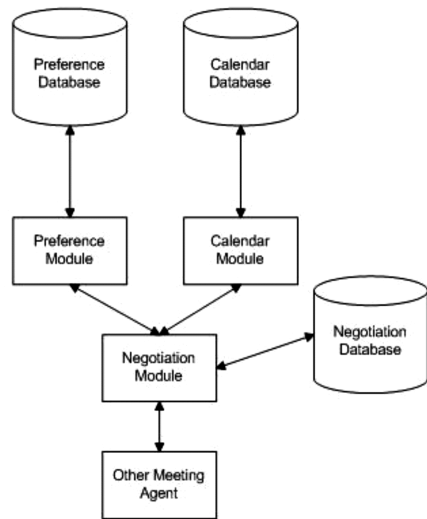 Preference
Database
Calendar
Database
Preference
Module
Calendar
Module
Negotiation
Database
Negotiation
Module
Other Meeting
Agent